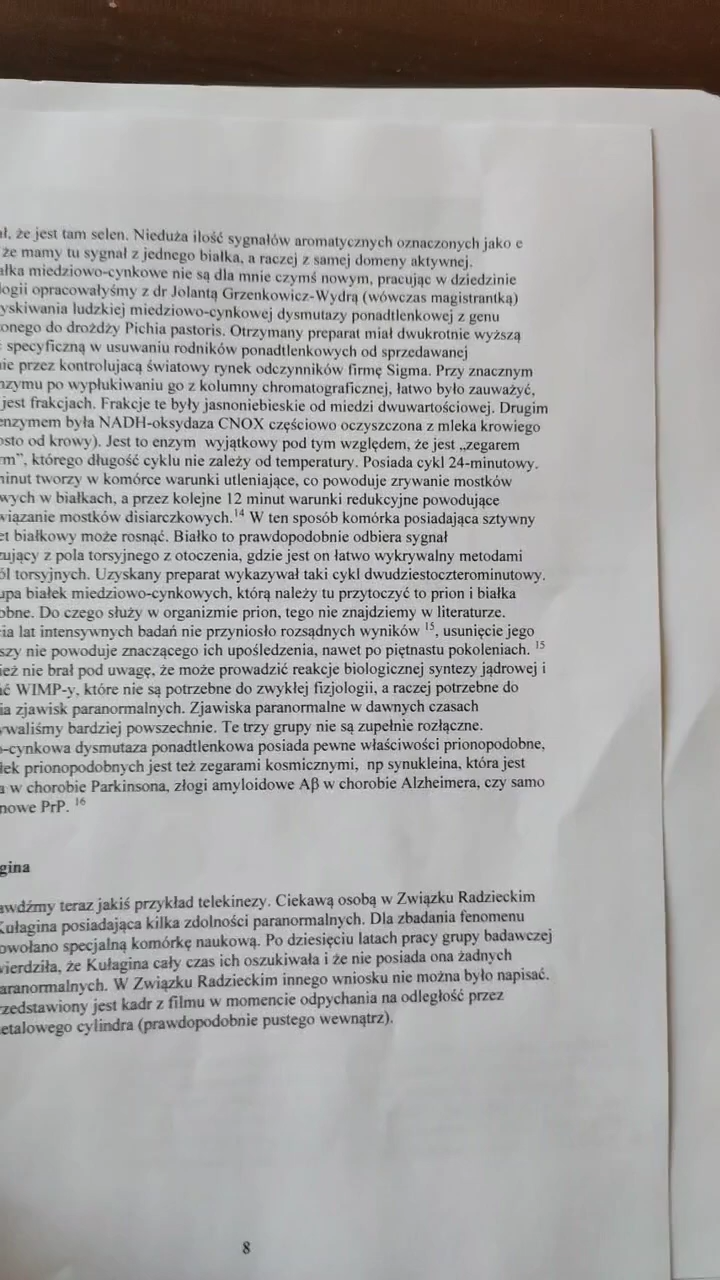 ał, że jest tam selen. Nieduża ilość sygnałów aromatycznych oznaczonych jako e
że mamy tu sygnał z jednego białka, a raczej z samej domeny aktywnej.
ałka miedziowo-cynkowe nie są dla mnie czymś nowym, pracując w dziedzinie
logii opracowałyśmy z dr Jolantą Grzenkowicz-Wydrą (wówczas magistrantką)
yskiwania ludzkiej miedziowo-cynkowej dysmutazy ponadtlenkowej z genu
onego do drożdży Pichia pastoris. Otrzymany preparat miał dwukrotnie wyższą
specyficzną w usuwaniu rodników ponadtlenkowych od sprzedawanej
nie przez kontrolującą światowy rynek odczynników firmę Sigma. Przy znacznym
nzymu po wypłukiwaniu go z kolumny chromatograficznej, łatwo było zauważyć,
jest frakcjach. Frakcje te były jasnoniebieskie od miedzi dwuwartościowej. Drugim
enzymem była NADH-oksydaza CNOX częściowo oczyszczona z mleka krowiego
osto od krowy). Jest to enzym wyjątkowy pod tym względem, że jest „zegarem
m”, którego długość cyklu nie zależy od temperatury. Posiada cykl 24-minutowy.
minut tworzy w komórce warunki utleniające, co powoduje zrywanie mostków
wych w białkach, a przez kolejne 12 minut warunki redukcyjne powodujące
wiązanie mostków disiarczkowych.¹⁴ W ten sposób komórka posiadająca sztywny
et białkowy może rosnąć. Białko to prawdopodobnie odbiera sygnał
zujący z pola torsyjnego z otoczenia, gdzie jest on łatwo wykrywalny metodami
ól torsyjnych. Uzyskany preparat wykazywał taki cykl dwudziestoczterominutowy.
upa białek miedziowo-cynkowych, którą należy tu przytoczyć to prion i białka
obne. Do czego służy w organizmie prion, tego nie znajdziemy w literaturze.
ia lat intensywnych badań nie przyniosło rozsądnych wyników ¹⁵, usunięcie jego
szy nie powoduje znaczącego ich upośledzenia, nawet po piętnastu pokoleniach. ¹⁵
ież nie brał pod uwagę, że może prowadzić reakcje biologicznej syntezy jądrowej i
ać WIMP-y, które nie są potrzebne do zwykłej fizjologii, a raczej potrzebne do
ia zjawisk paranormalnych. Zjawiska paranormalne w dawnych czasach
ywaliśmy bardziej powszechnie. Te trzy grupy nie są zupełnie rozłączne.
o-cynkowa dysmutaza ponadtlenkowa posiada pewne właściwości prionopodobne,
łek prionopodobnych jest też zegarami kosmicznymi, np synukleina, która jest
a w chorobie Parkinsona, złogi amyloidowe Aβ w chorobie Alzheimera, czy samo
nowe PrP. ¹⁶
gina
awdźmy teraz jakiś przykład telekinezy. Ciekawą osobą w Związku Radzieckim
Kułagina posiadająca kilka zdolności paranormalnych. Dla zbadania fenomenu
owołano specjalną komórkę naukową. Po dziesięciu latach pracy grupy badawczej
wierdziła, że Kułagina cały czas ich oszukiwała i że nie posiada ona żadnych
aranormalnych. W Związku Radzieckim innego wniosku nie można było napisać.
rzedstawiony jest kadr z filmu w momencie odpychania na odległość przez
etalowego cylindra (prawdopodobnie pustego wewnątrz).
8